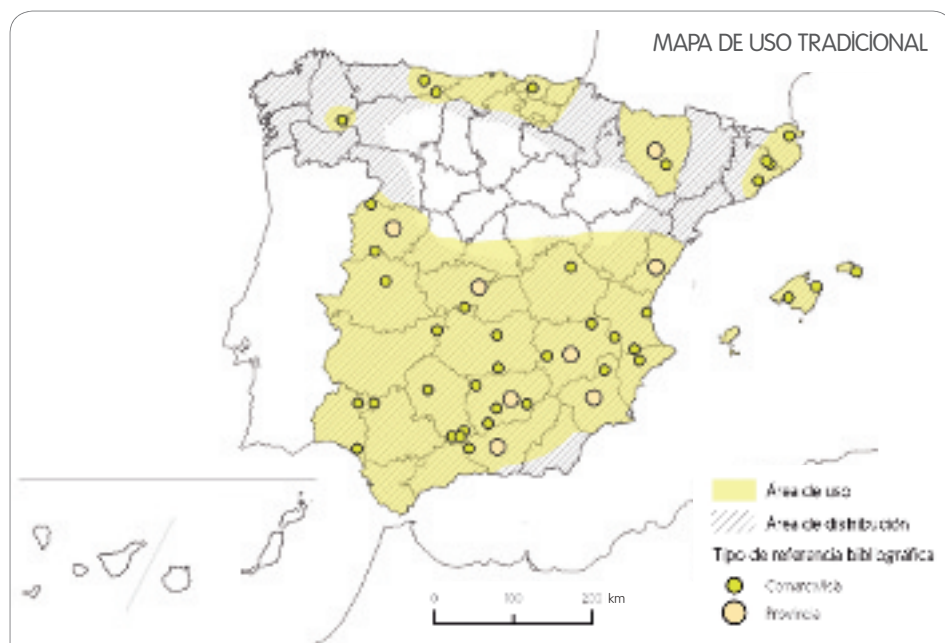 MAPA DE USO TRADICIONAL
Área de uso
Área de distribución
Tipo de referencia bibliográfica
Comarca/isla
Provincia
0 100 200 km